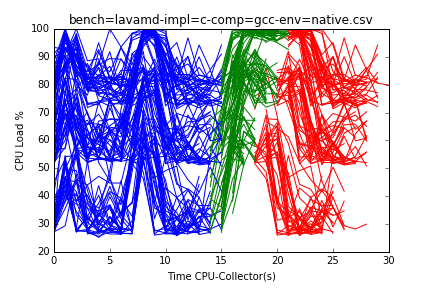 bench=lavamd-impl=c-comp=gcc-env=native.csv
100
90
80
70
60
50
40
30
20
CPU Load %
0 5 10 15 20 25 30
Time CPU-Collector(s)